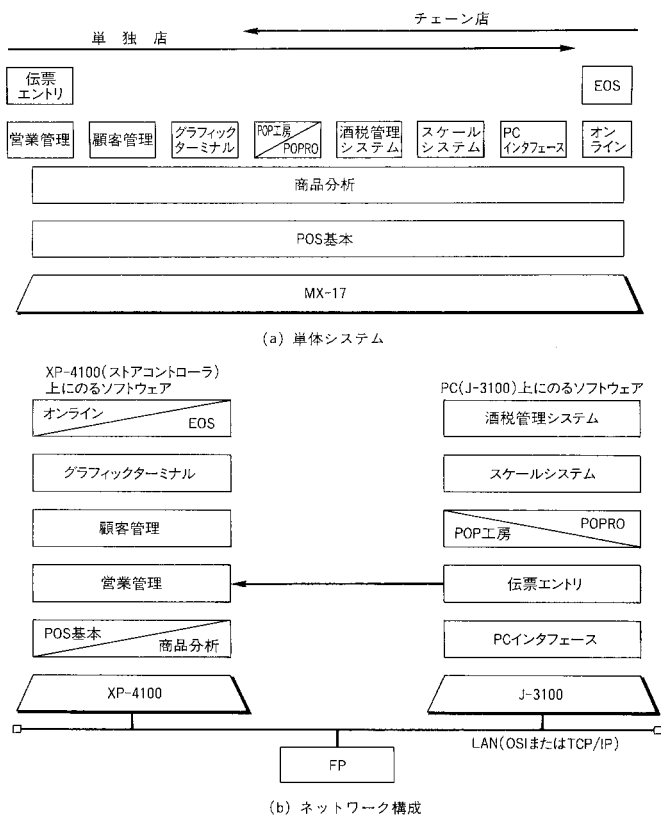 チェーン店
単独店
伝票
エントリ
EOS
営業管理
顧客管理
グラフィック
ターミナル
POP工房
POPRO
酒税管理
システム
スケール
システム
PC
インタフェース
オン
ライン
商品分析
POS基本
MX-17
(a) 単体システム
XP-4100(ストアコントローラ)
上にのるソフトウェア
オンライン
EOS
グラフィックターミナル
顧客管理
営業管理
POS基本
商品分析
XP-4100
PC(J-3100)上にのるソフトウェア
酒税管理システム
スケールシステム
POPRO
POP工房
伝票エントリ
PCインタフェース
J-3100
LAN(OSIまたはTCP/IP)
FP
(b) ネットワーク構成